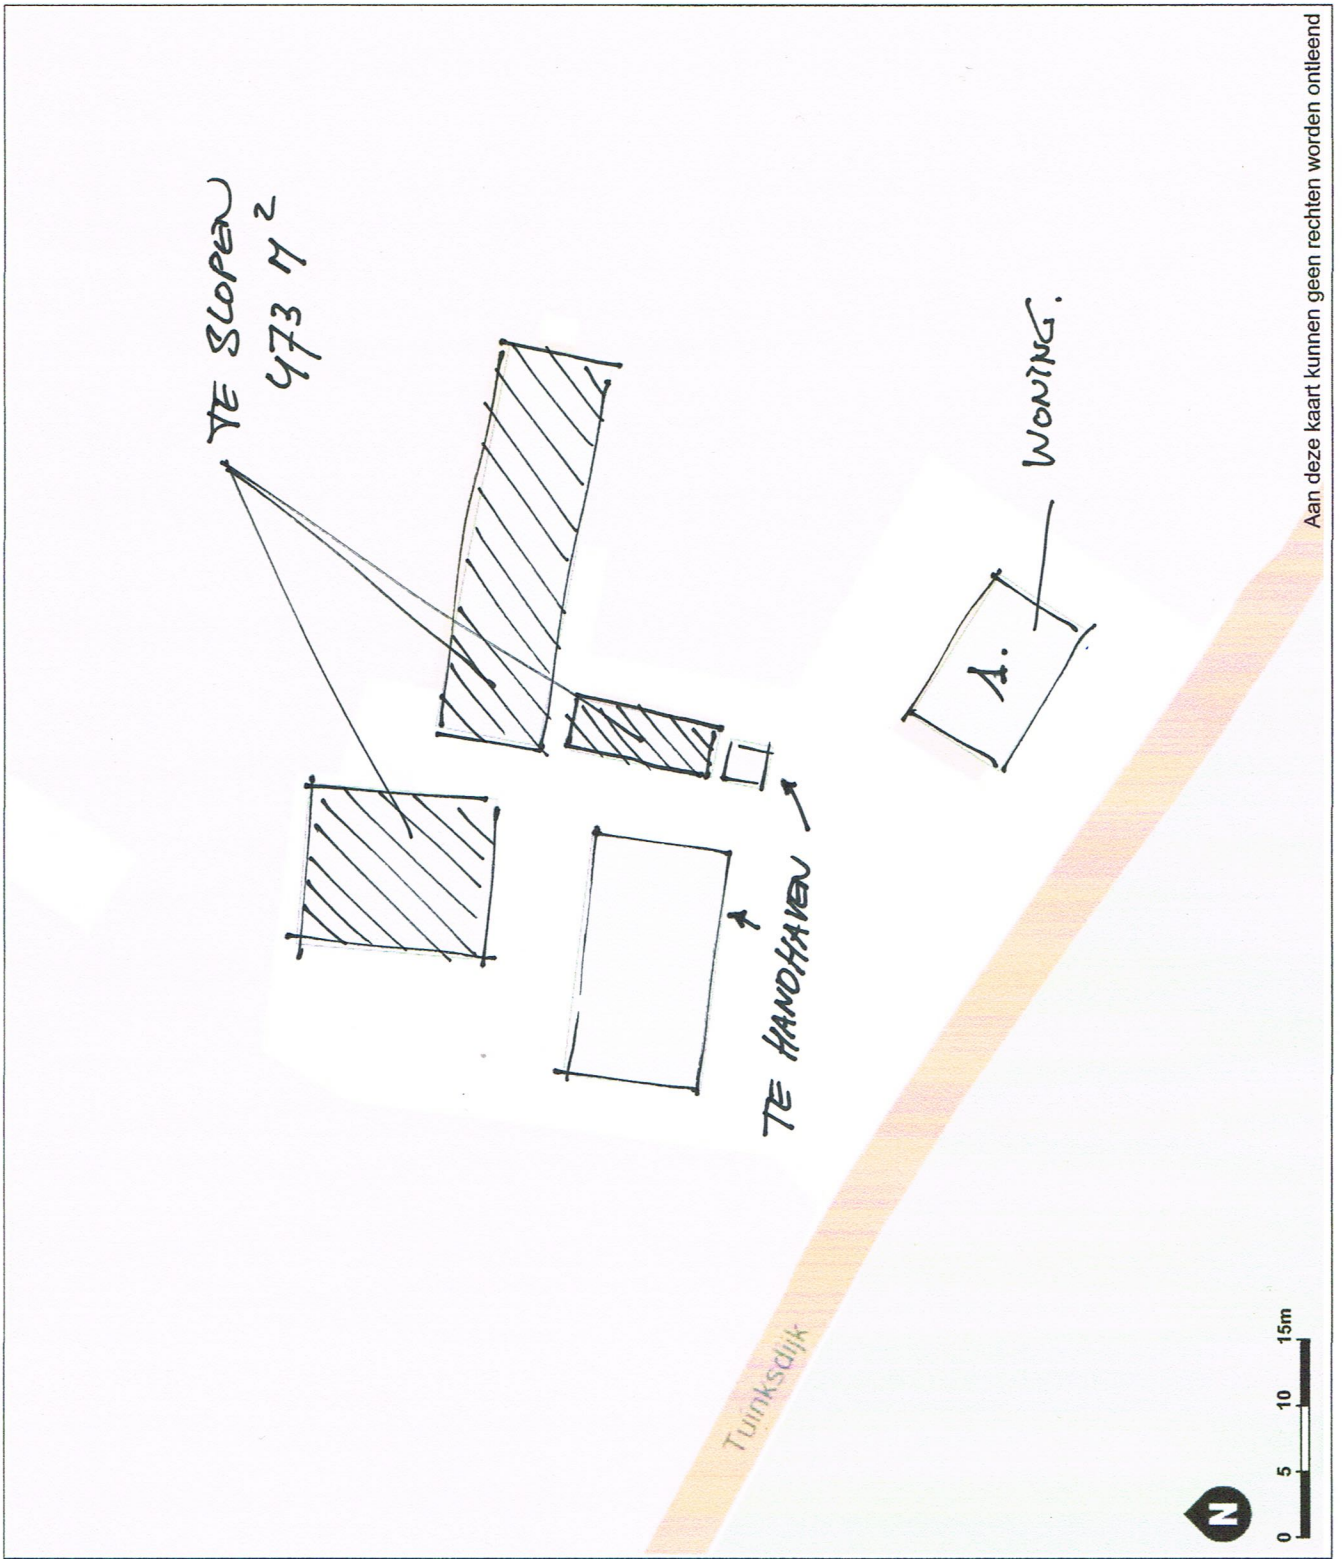 TE SLOPEN
473 M²
WONING.
1.
TE HANDHAVEN
Tuinksdijk
N
0 5 10 15m
Aan deze kaart kunnen geen rechten worden ontleend